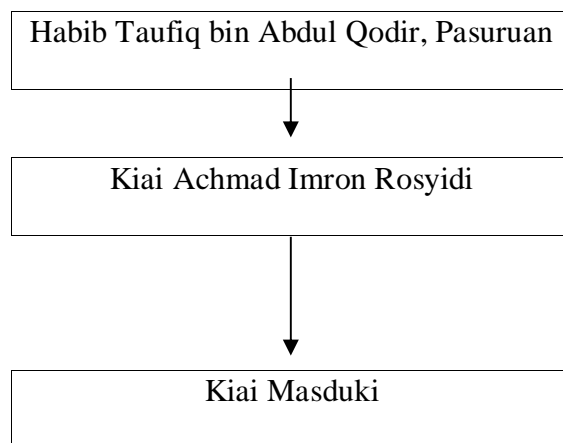 Habib Taufiq bin Abdul Qodir, Pasuruan
Kiai Achmad Imron Rosyidi
Kiai Masduki